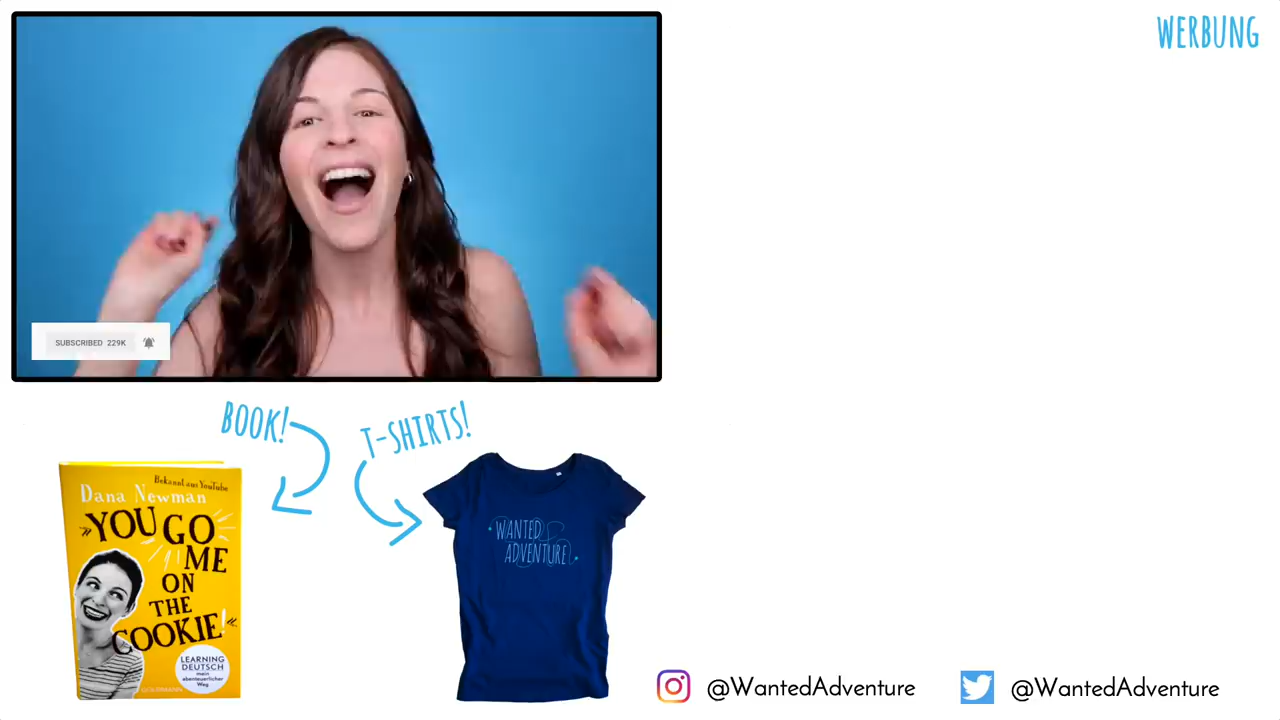 WERBUNG
SUBSCRIBED 229K
BOOK!
T-SHIRTS!
Bekannt aus YouTube
Dana Newman
»YOU GO
ME
ON
THE
COOKIE!«
LEARNING
DEUTSCH
mein
abenteuerlicher
Weg
GOLDMANN
WANTED
ADVENTURE
@WantedAdventure
@WantedAdventure